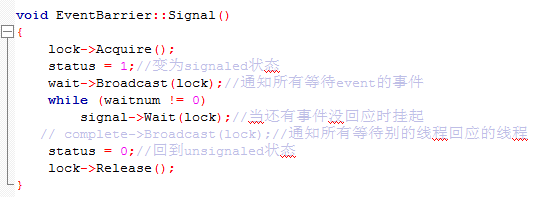 void EventBarrier::Signal()
{
lock->Acquire();
status = 1;//变为signaled状态
wait->Broadcast(lock);//通知所有等待event的事件
while (waitnum != 0)
signal->Wait(lock);//当还有事件没回应时挂起
// complete->Broadcast(lock);//通知所有等待别的线程回应的线程
status = 0;//回到unsignaled状态
lock->Release();
}